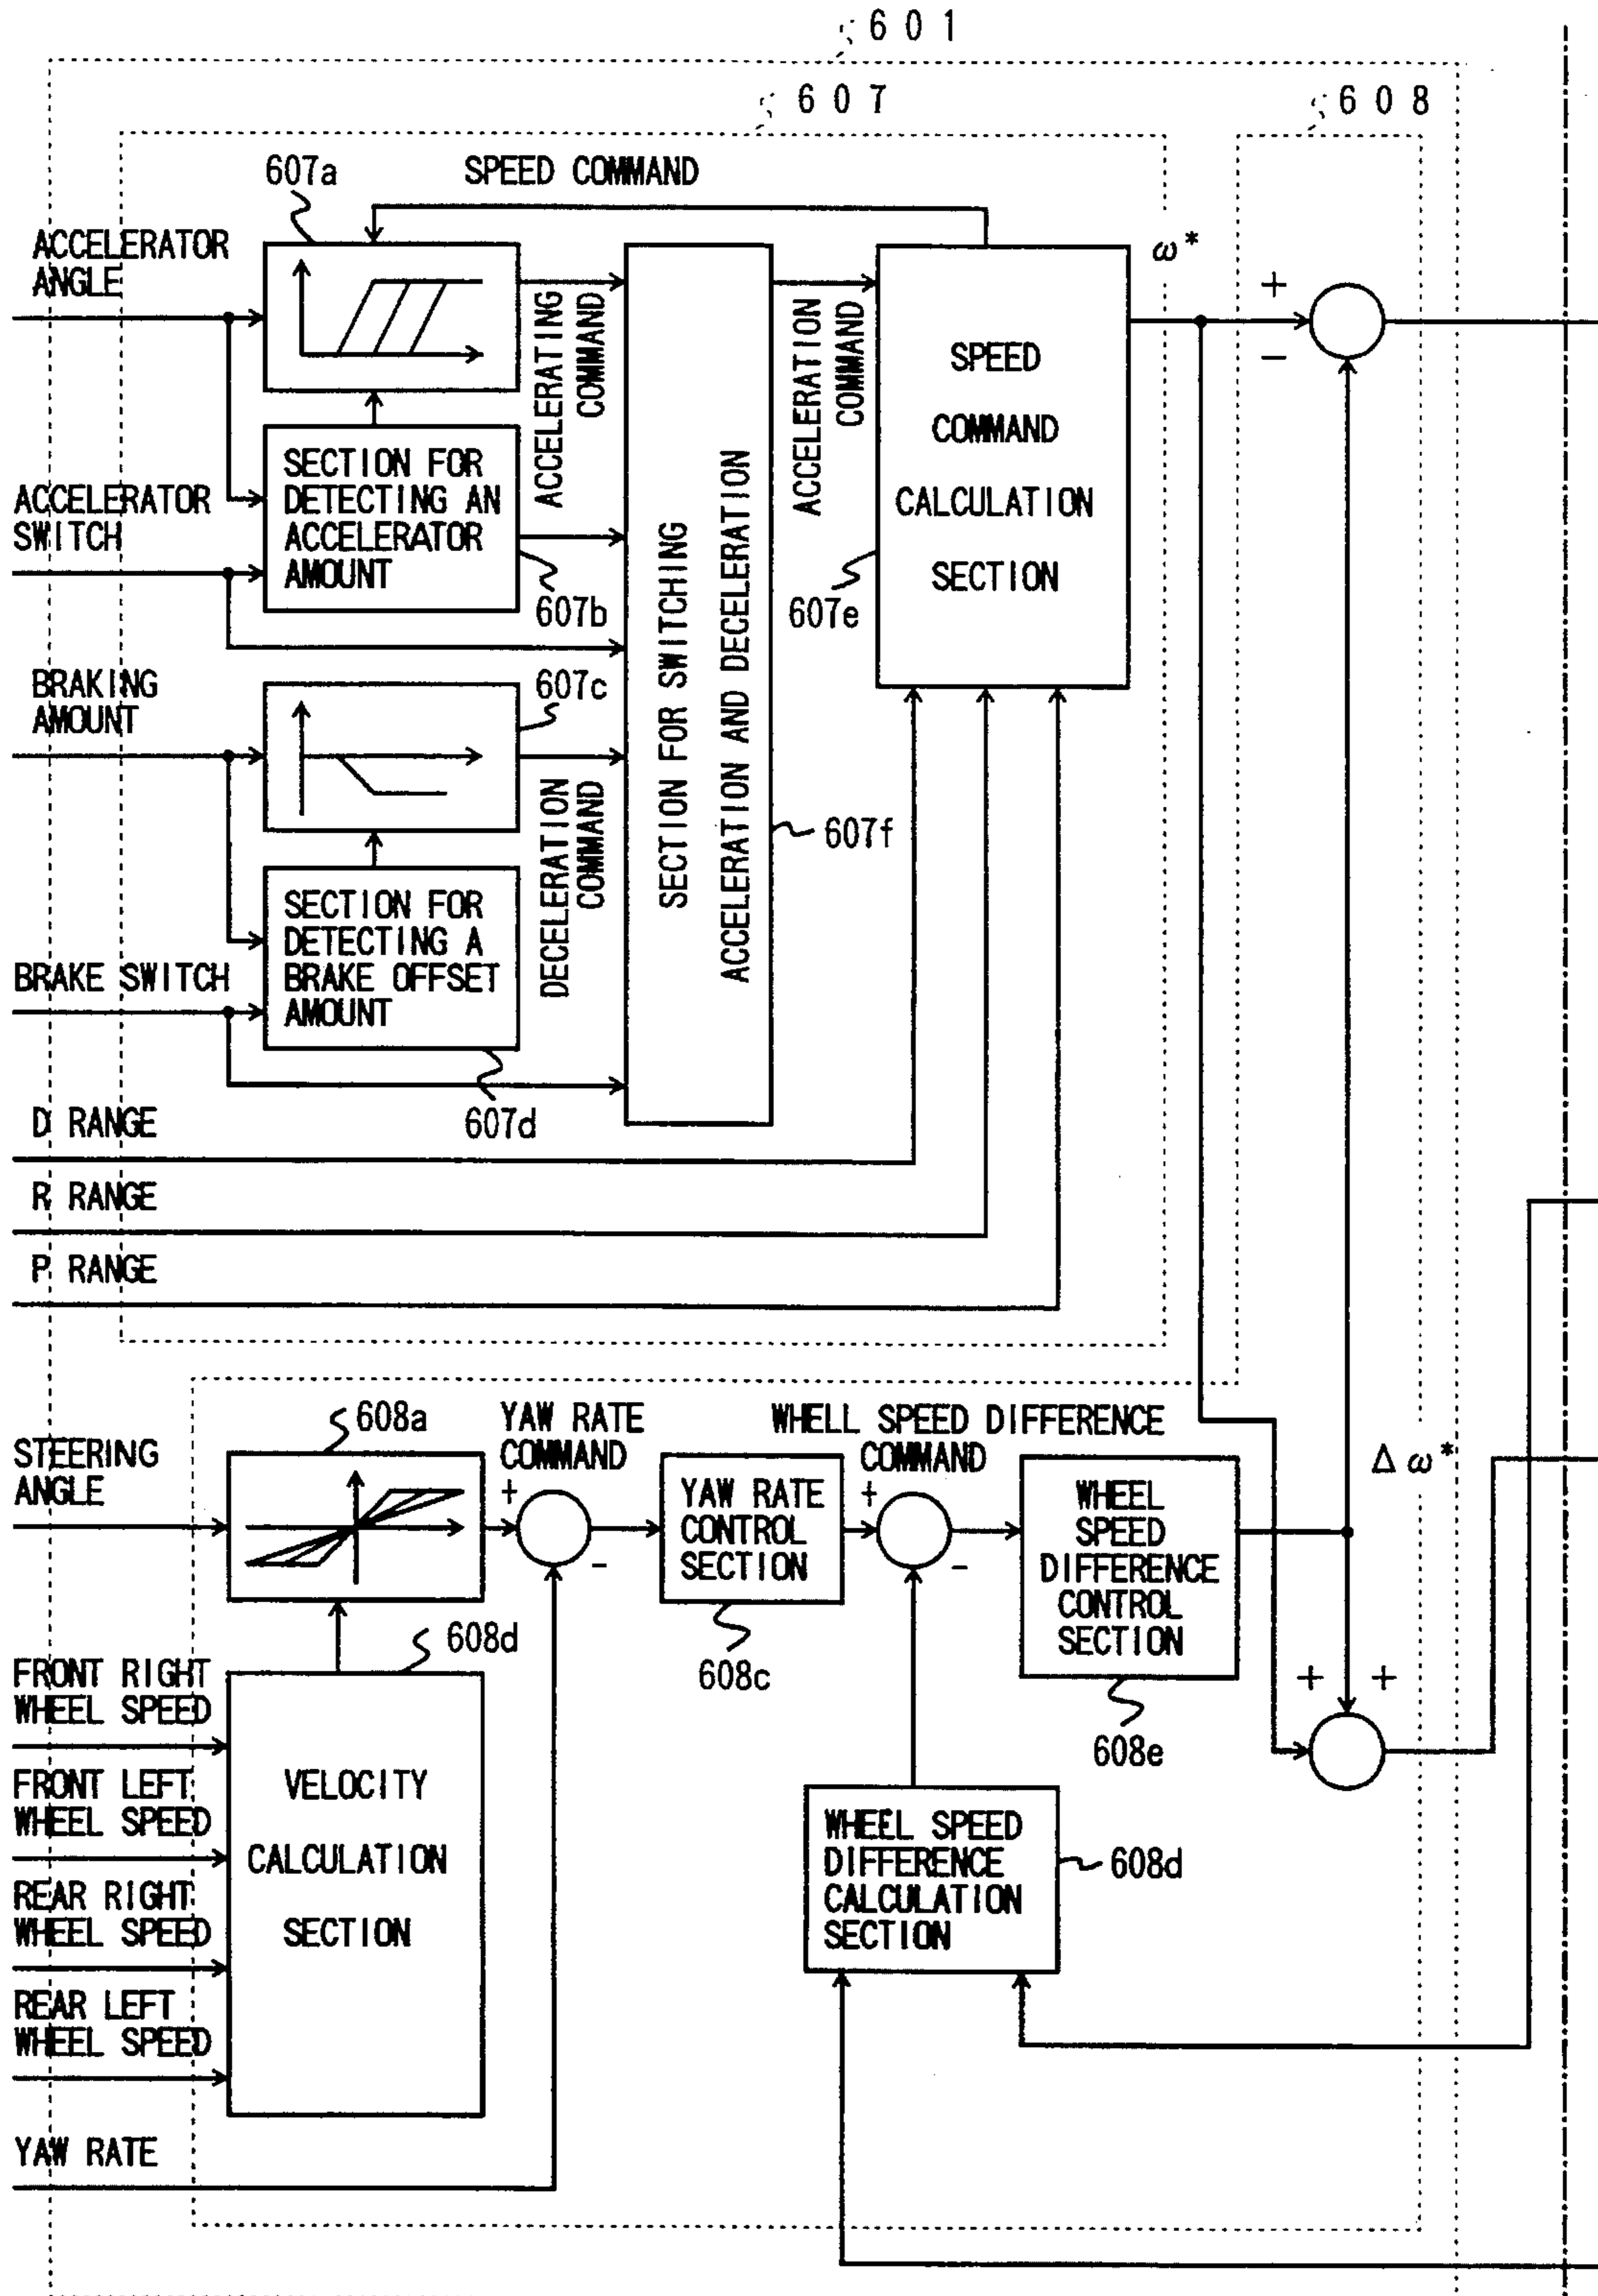 601
607
608
607a
SPEED COMMAND
ACCELERATOR
ANGLE
ω*
+
−
ACCELERATING
COMMAND
ACCELERATION
COMMAND
SPEED
COMMAND
CALCULATION
SECTION
SECTION FOR
DETECTING AN
ACCELERATOR
AMOUNT
ACCELERATOR
SWITCH
607b
607e
SECTION FOR SWITCHING
ACCELERATION AND DECELERATION
BRAKING
AMOUNT
607c
607f
DECELERATION
COMMAND
SECTION FOR
DETECTING A
BRAKE OFFSET
AMOUNT
BRAKE SWITCH
607d
D RANGE
R RANGE
P RANGE
608a
YAW RATE
COMMAND
WHELL SPEED DIFFERENCE
COMMAND
Δω*
STEERING
ANGLE
+
-
YAW RATE
CONTROL
SECTION
+
-
WHEEL
SPEED
DIFFERENCE
CONTROL
SECTION
608d
608c
608e
+ +
FRONT RIGHT
WHEEL SPEED
FRONT LEFT
WHEEL SPEED
REAR RIGHT
WHEEL SPEED
REAR LEFT
WHEEL SPEED
VELOCITY
CALCULATION
SECTION
WHEEL SPEED
DIFFERENCE
CALCULATION
SECTION
608d
YAW RATE